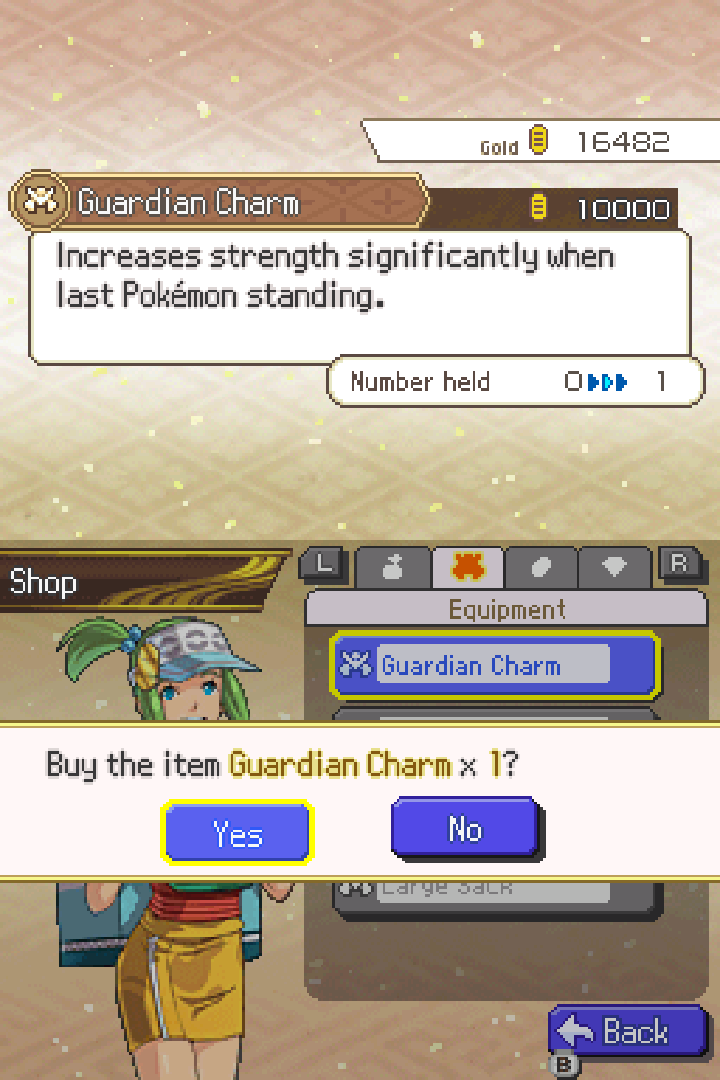 Gold 16482
Guardian Charm 10000
Increases strength significantly when
last Pokémon standing.
Number held 0 1
L R
Shop
Equipment
Guardian Charm
Buy the item Guardian Charm x 1?
Yes No
Large Sack
Back
B